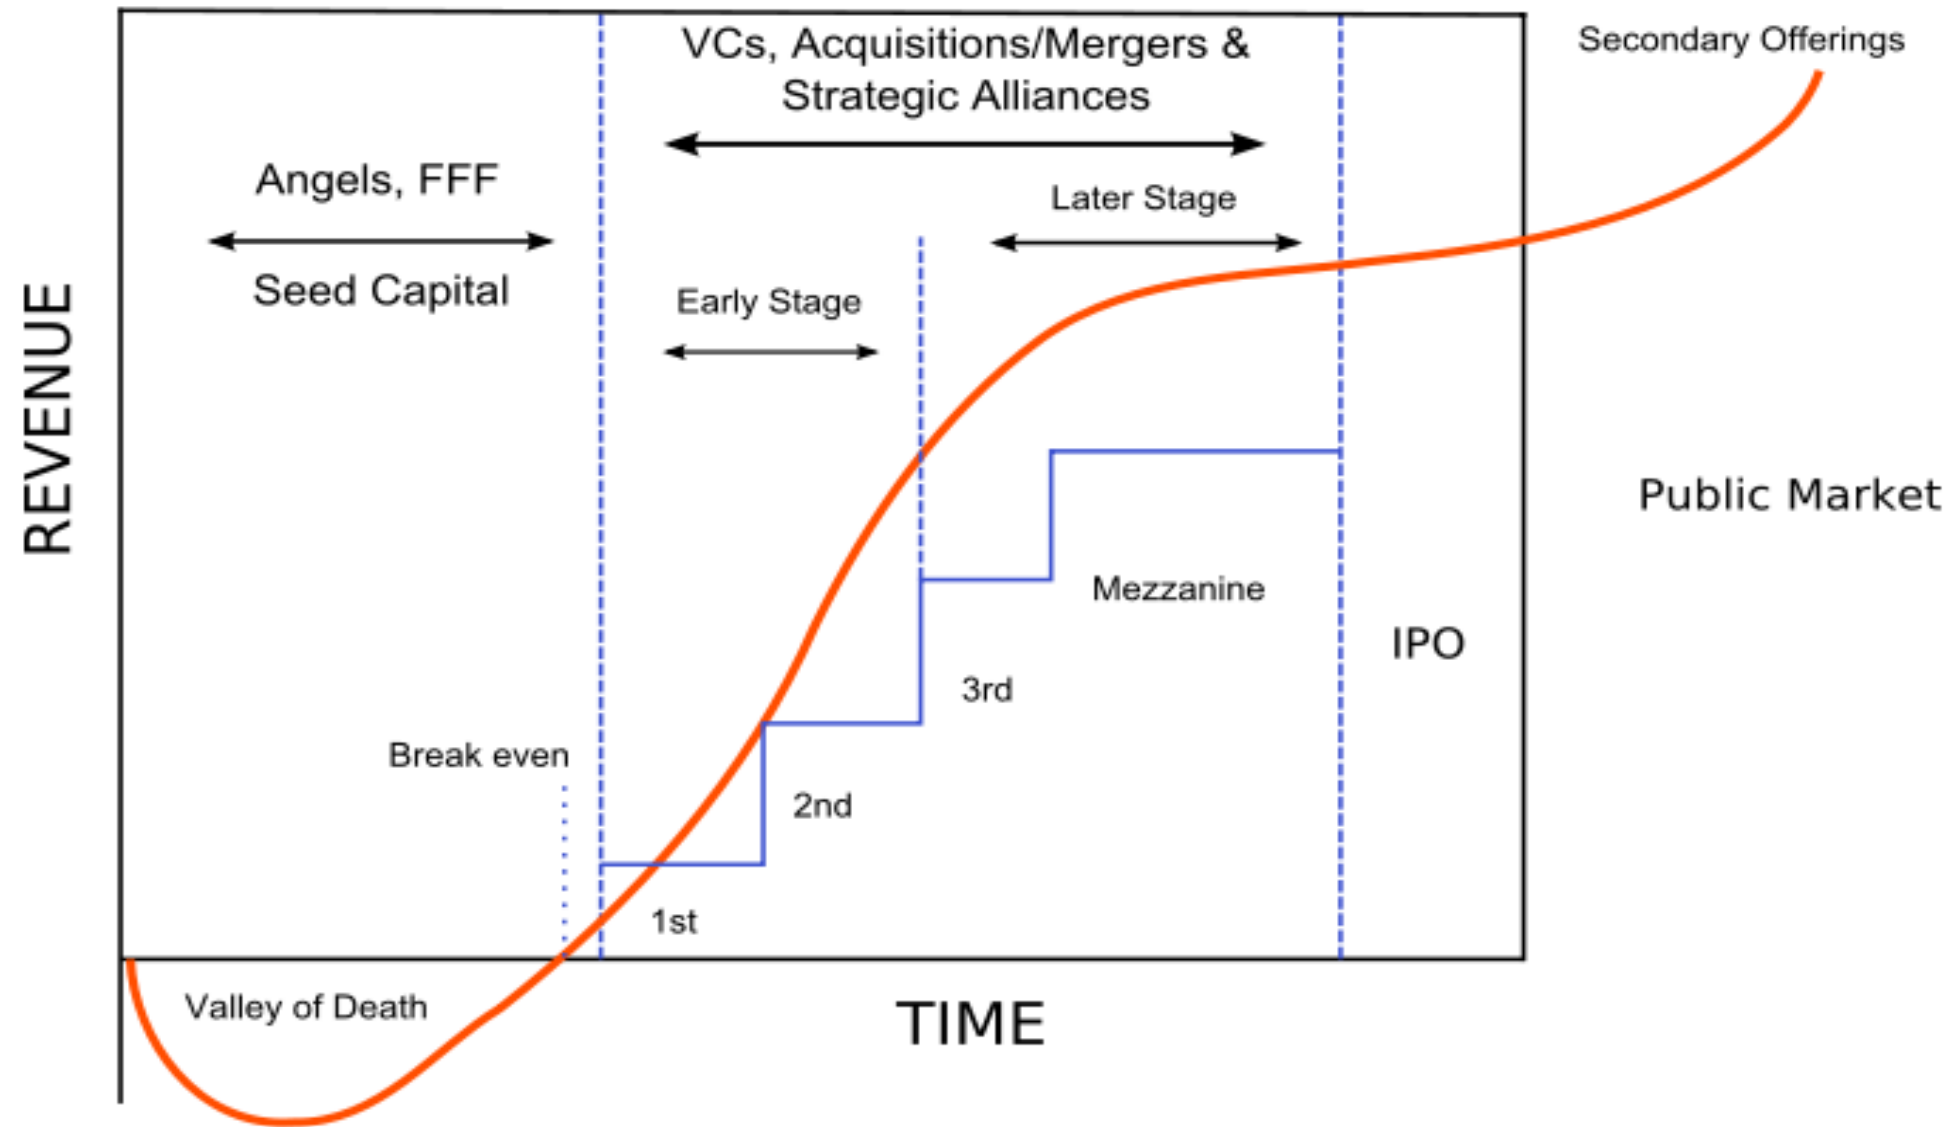 VCs, Acquisitions/Mergers &
Strategic Alliances
Secondary Offerings
Angels, FFF
Seed Capital
Later Stage
Early Stage
REVENUE
Public Market
Mezzanine
IPO
3rd
Break even
2nd
1st
Valley of Death
TIME